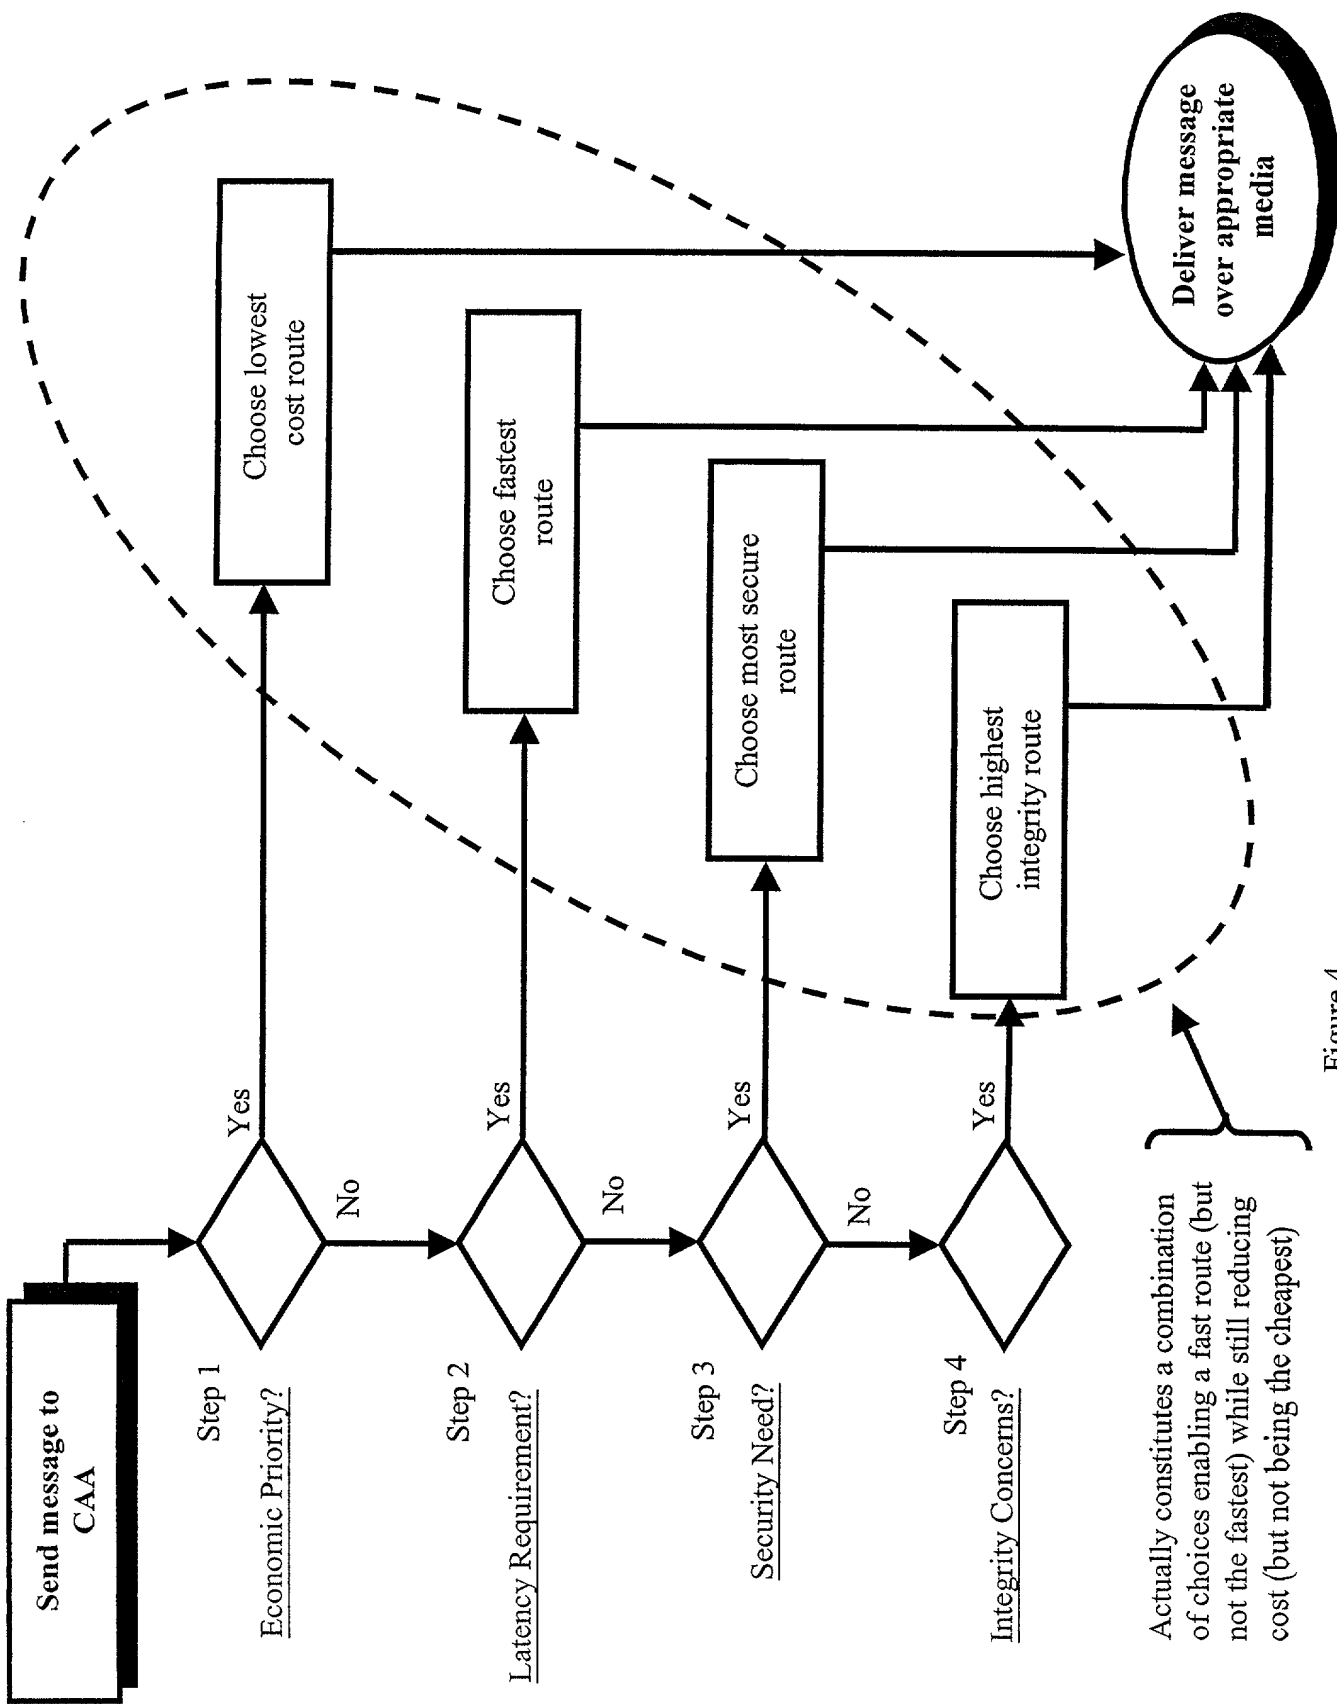 Send message to
CAA
Step 1
Economic Priority?
Yes
No
Choose lowest
cost route
Step 2
Latency Requirement?
Yes
No
Choose fastest
route
Step 3
Security Need?
Yes
No
Choose most secure
route
Step 4
Integrity Concerns?
Yes
Choose highest
integrity route
Deliver message
over appropriate
media
Actually constitutes a combination
of choices enabling a fast route (but
not the fastest) while still reducing
cost (but not being the cheapest)
Figure 4